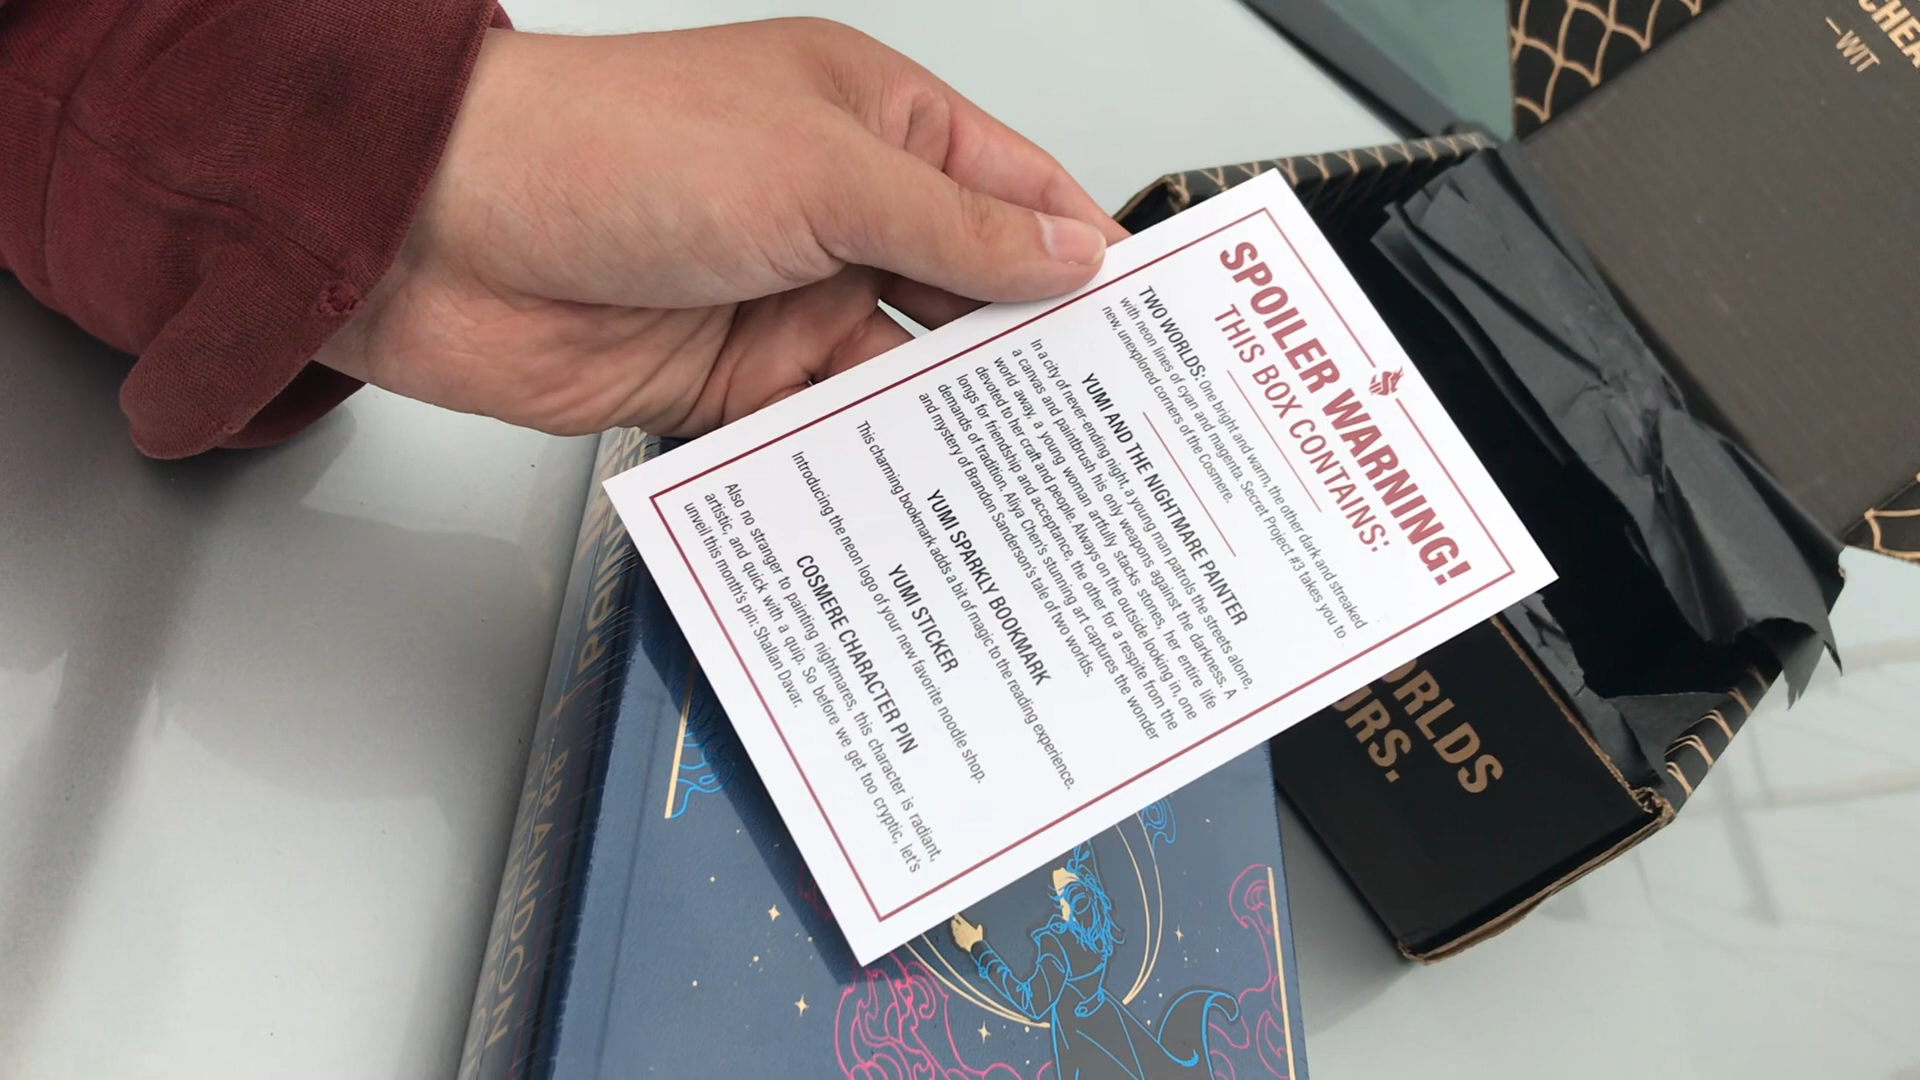 SPOILER WARNING!
THIS BOX CONTAINS:
TWO WORLDS: One bright and warm, the other dark and streaked
with neon lines of cyan and magenta. Secret Project #3 takes you to
new, unexplored corners of the Cosmere.
YUMI AND THE NIGHTMARE PAINTER
In a city of never-ending night, a young man patrols the streets alone,
a canvas and paintbrush his only weapons against the darkness. A
world away, a young woman artfully stacks stones, her entire life
devoted to her craft and people. Always on the outside looking in, one
longs for friendship and acceptance, the other for a respite from the
demands of tradition. Aliya Chen's stunning art captures the wonder
and mystery of Brandon Sanderson's tale of two worlds.
YUMI SPARKLY BOOKMARK
This charming bookmark adds a bit of magic to the reading experience.
YUMI STICKER
Introducing the neon logo of your new favorite noodle shop.
COSMERE CHARACTER PIN
Also no stranger to painting nightmares, this character is radiant,
artistic, and quick with a quip. So before we get too cryptic, let's
unveil this month's pin: Shallan Davar.
—WIT
ORLDS
URS.
BRANDON